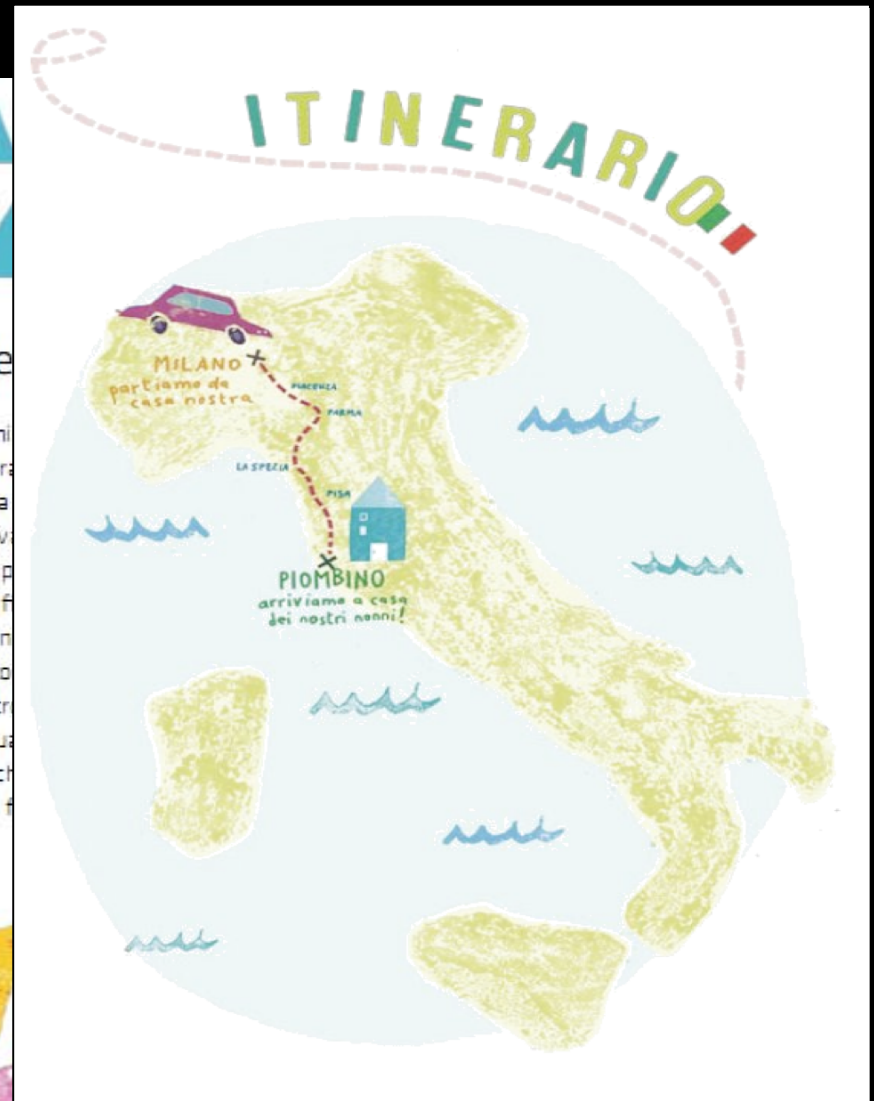 ITINERARIO
MILANO
partiamo da
casa nostra
PIACENZA
PARMA
LA SPEZIA
PISA
PIOMBINO
arriviamo a casa
dei nostri nonni!